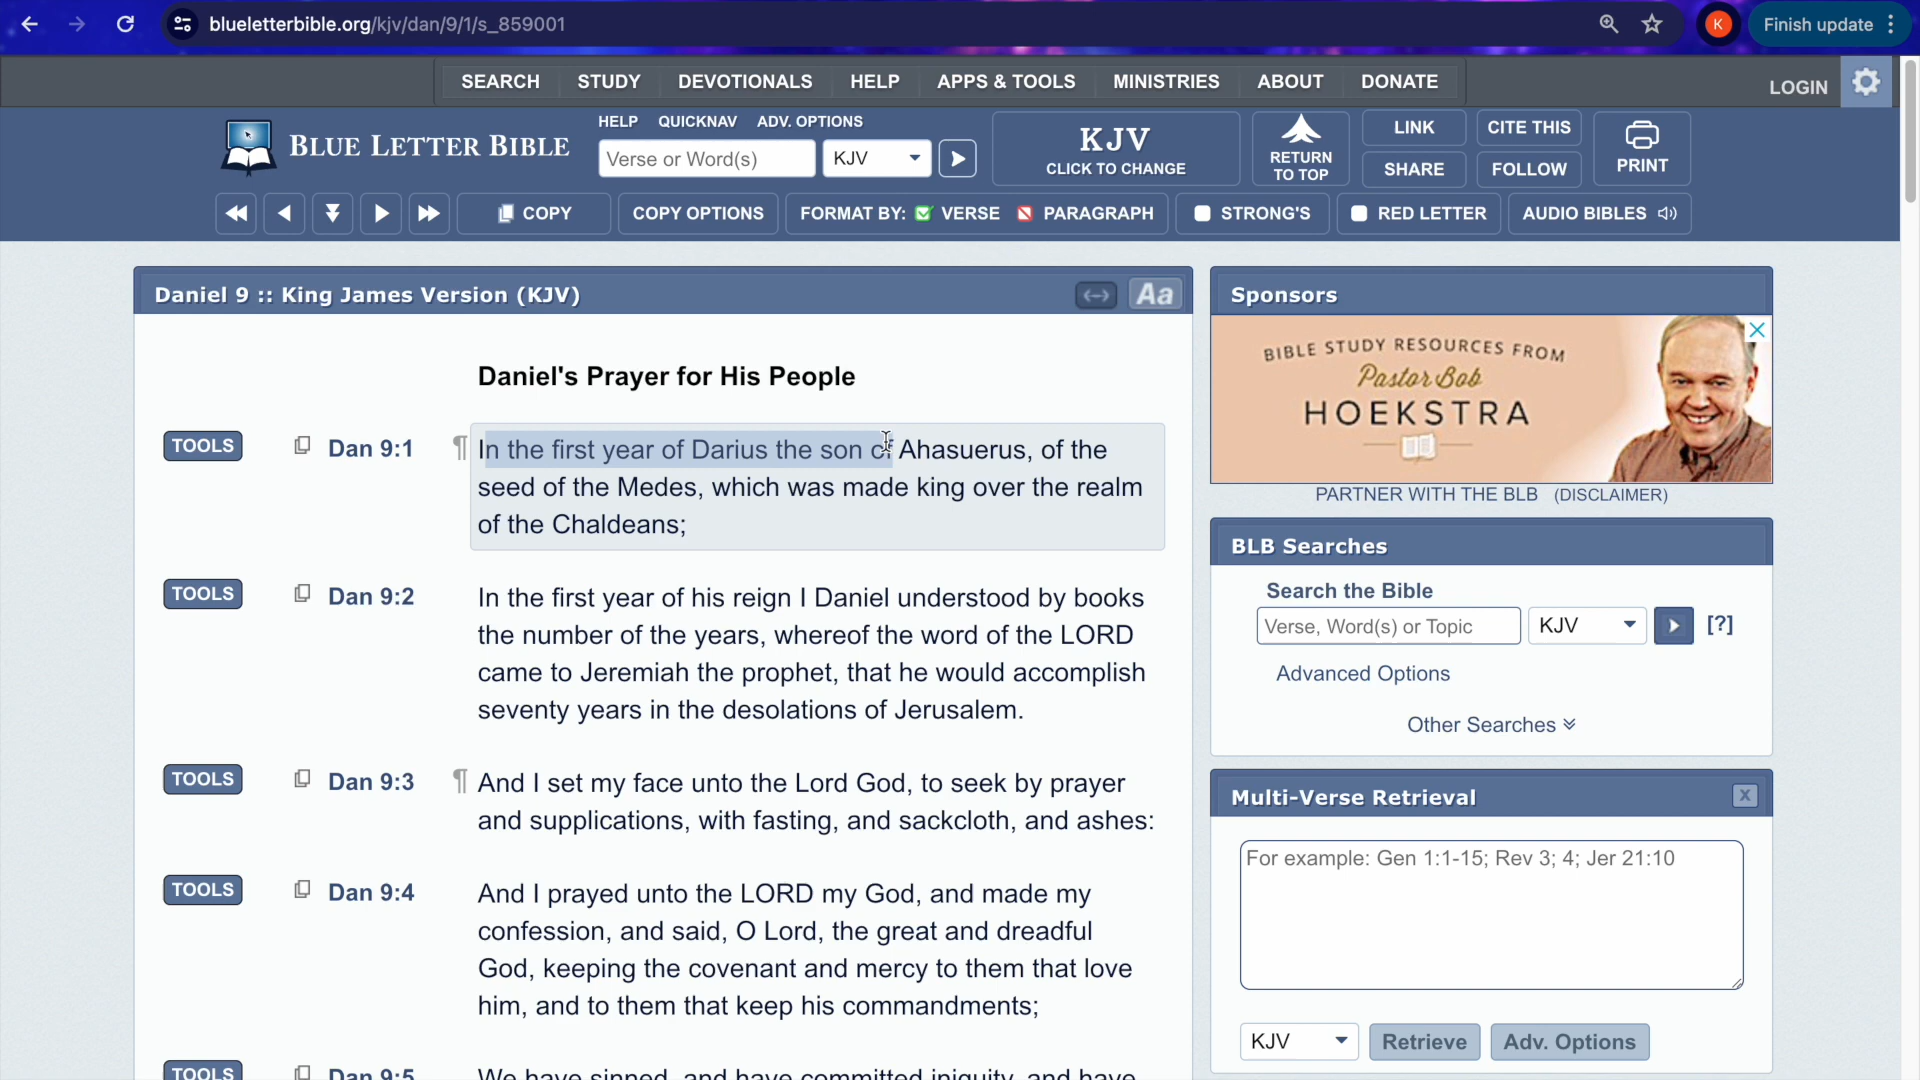 blueletterbible.org/kjv/dan/9/1/s_859001
K
Finish update
SEARCH STUDY DEVOTIONALS HELP APPS & TOOLS MINISTRIES ABOUT DONATE
LOGIN
BLUE LETTER BIBLE
HELP QUICKNAV ADV. OPTIONS
Verse or Word(s)
KJV
KJV
CLICK TO CHANGE
RETURN
TO TOP
LINK
CITE THIS
SHARE
FOLLOW
PRINT
COPY
COPY OPTIONS
FORMAT BY: VERSE PARAGRAPH
STRONG'S
RED LETTER
AUDIO BIBLES
Daniel 9 :: King James Version (KJV)
Aa
Daniel's Prayer for His People
TOOLS Dan 9:1 ¶ In the first year of Darius the son of Ahasuerus, of the
seed of the Medes, which was made king over the realm
of the Chaldeans;
TOOLS Dan 9:2 In the first year of his reign I Daniel understood by books
the number of the years, whereof the word of the LORD
came to Jeremiah the prophet, that he would accomplish
seventy years in the desolations of Jerusalem.
TOOLS Dan 9:3 ¶ And I set my face unto the Lord God, to seek by prayer
and supplications, with fasting, and sackcloth, and ashes:
TOOLS Dan 9:4 And I prayed unto the LORD my God, and made my
confession, and said, O Lord, the great and dreadful
God, keeping the covenant and mercy to them that love
him, and to them that keep his commandments;
TOOLS Dan 9:5 We have sinned, and have committed iniquity, and have
Sponsors
BIBLE STUDY RESOURCES FROM
Pastor Bob
HOEKSTRA
PARTNER WITH THE BLB (DISCLAIMER)
BLB Searches
Search the Bible
Verse, Word(s) or Topic
KJV
[?]
Advanced Options
Other Searches
Multi-Verse Retrieval
X
For example: Gen 1:1-15; Rev 3; 4; Jer 21:10
KJV
Retrieve
Adv. Options